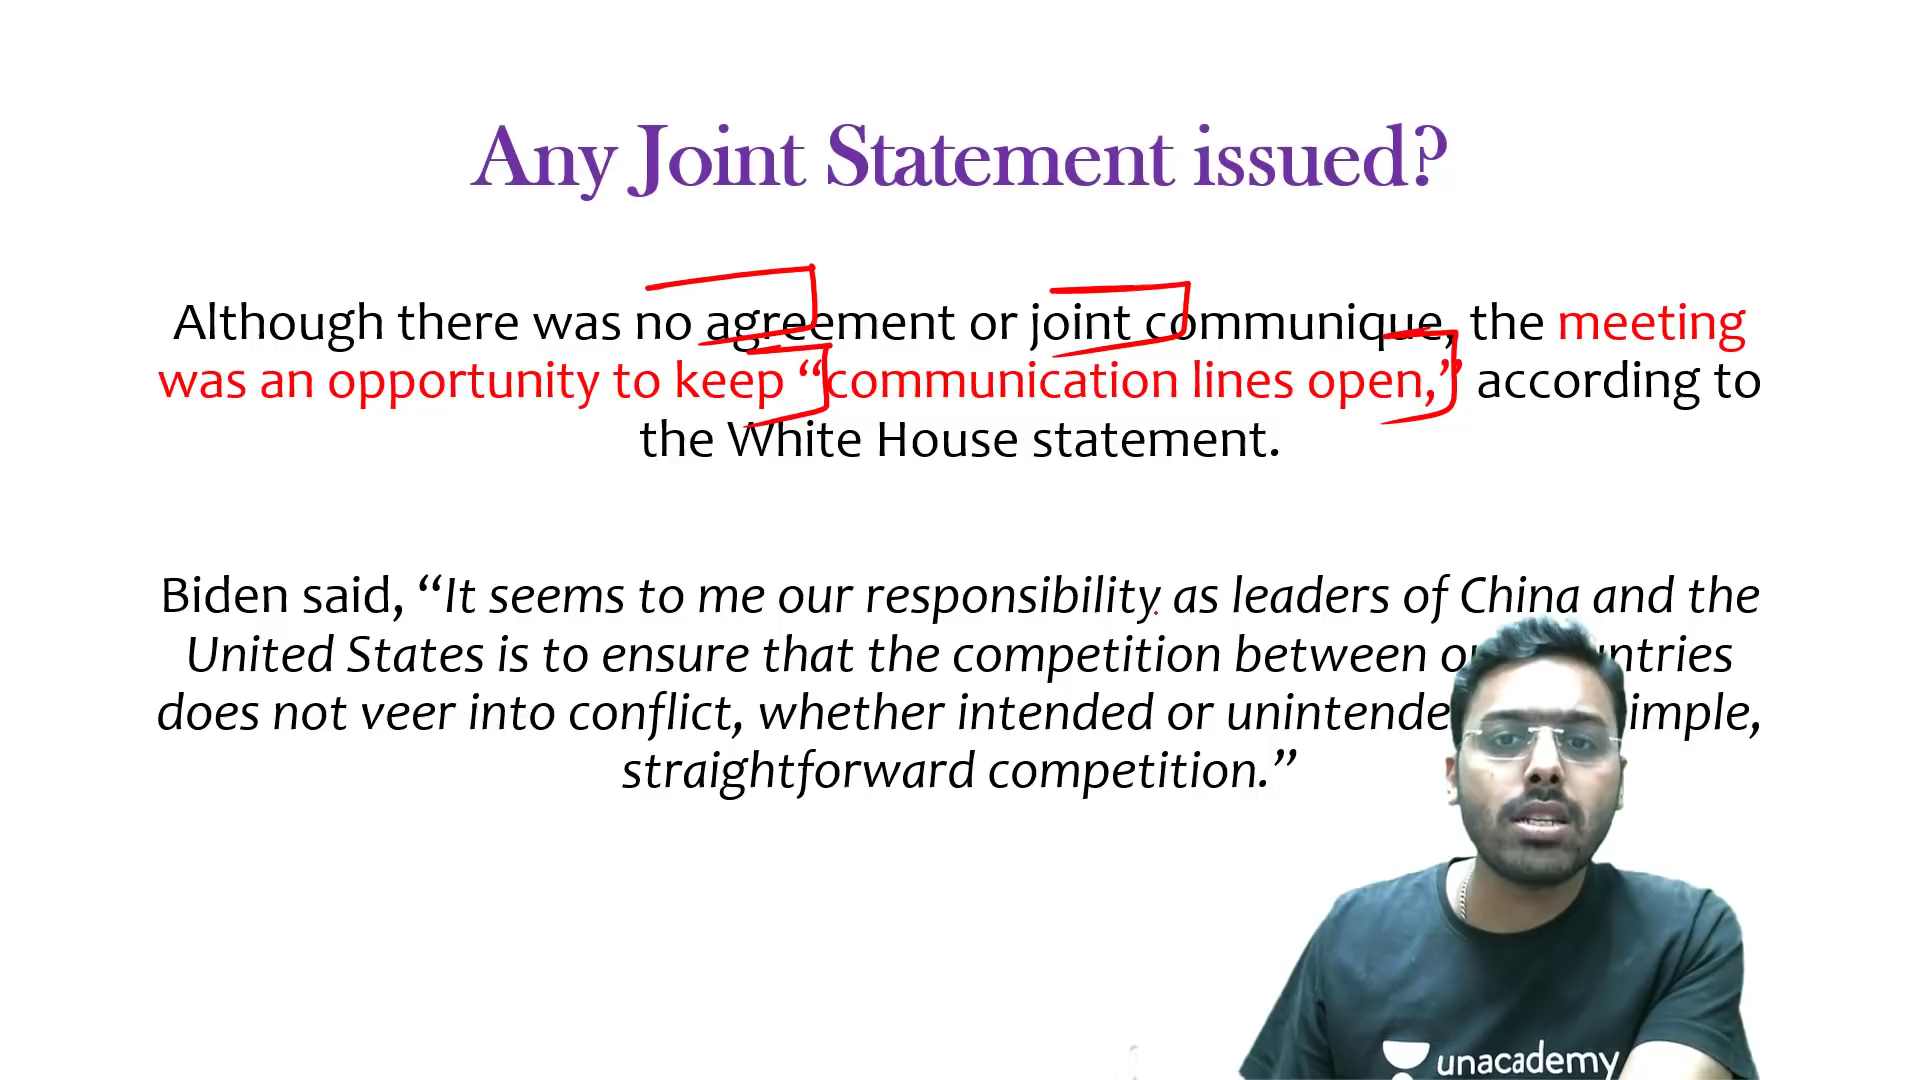 Any Joint Statement issued?
Although there was no agreement or joint communique, the meeting
was an opportunity to keep “communication lines open,” according to
the White House statement.
Biden said, “It seems to me our responsibility as leaders of China and the
United States is to ensure that the competition between countries
does not veer into conflict, whether intended or
straightforward competition.”
unacademy